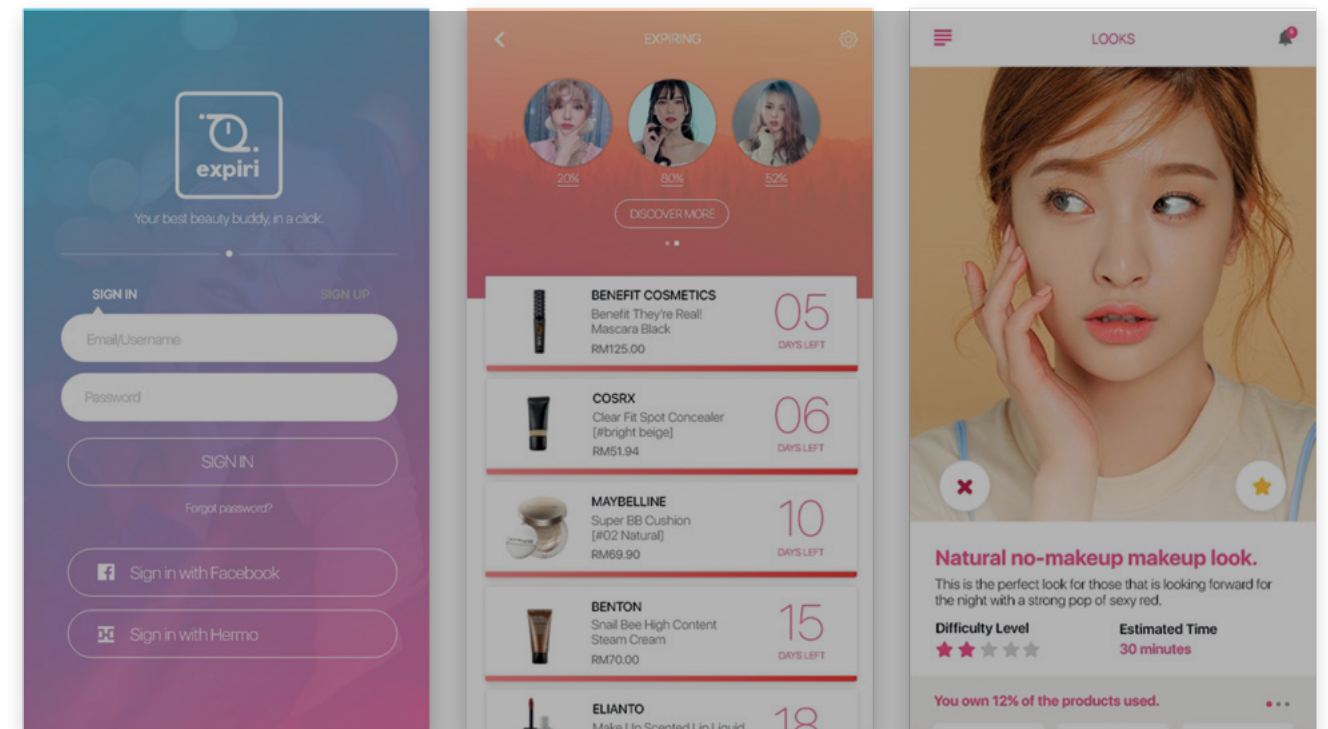 expiri
Your best beauty buddy, in a click.
SIGN IN
SIGN UP
Email/Username
Password
SIGN IN
Forgot password?
Sign in with Facebook
Sign in with Hermo
EXPIRING
20%
80%
52%
DISCOVER MORE
BENEFIT COSMETICS
Benefit They're Real!
Mascara Black
RM125.00
05
DAYS LEFT
COSRX
Clear Fit Spot Concealer
[#bright beige]
RM51.94
06
DAYS LEFT
MAYBELLINE
Super BB Cushion
[#02 Natural]
RM69.90
10
DAYS LEFT
BENTON
Snail Bee High Content
Steam Cream
RM70.00
15
DAYS LEFT
ELIANTO
Make Up Scented Lip Liquid
18
LOOKS
Natural no-makeup makeup look.
This is the perfect look for those that is looking forward for
the night with a strong pop of sexy red.
Difficulty Level
Estimated Time
30 minutes
You own 12% of the products used.